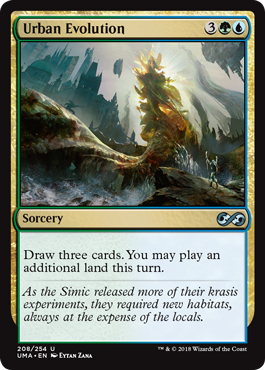 Urban Evolution 3
Sorcery
Draw three cards. You may play an
additional land this turn.
As the Simic released more of their krasis
experiments, they required new habitats,
always at the expense of the locals.
208/254 U
UMA • EN Eytan Zana
™ & © 2018 Wizards of the Coast